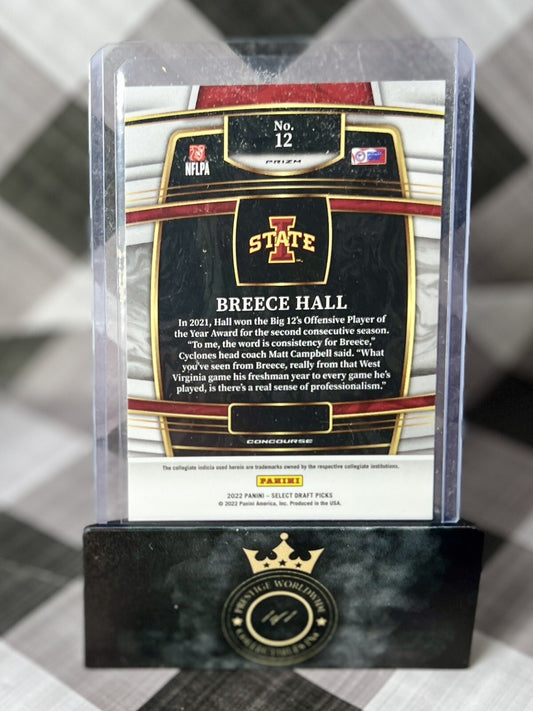 No.
12
PRIZM
NFLPA
STATE
BREECE HALL
In 2021, Hall won the Big 12's Offensive Player of
the Year Award for the second consecutive season.
"To me, the word is consistency for Breece,"
Cyclones head coach Matt Campbell said. "What
you've seen from Breece, really from that West
Virginia game his freshman year to every game he's
played, is there's a real sense of professionalism."
CONCOURSE
The collegiate indicia used herein are trademarks owned by the respective collegiate institutions.
PANINI
2022 PANINI – SELECT DRAFT PICKS
© 2022 Panini America, Inc. Produced in the USA.
PRESTIGE WORLDWIDE
1/1